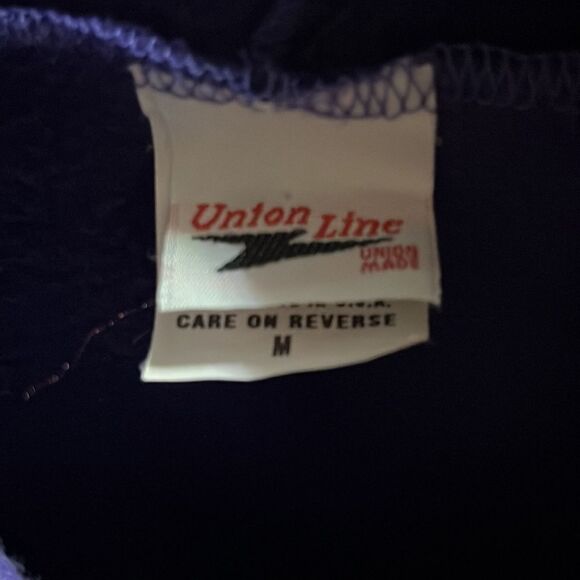 Union Line
UNION
MADE
U.S.A.
CARE ON REVERSE
M